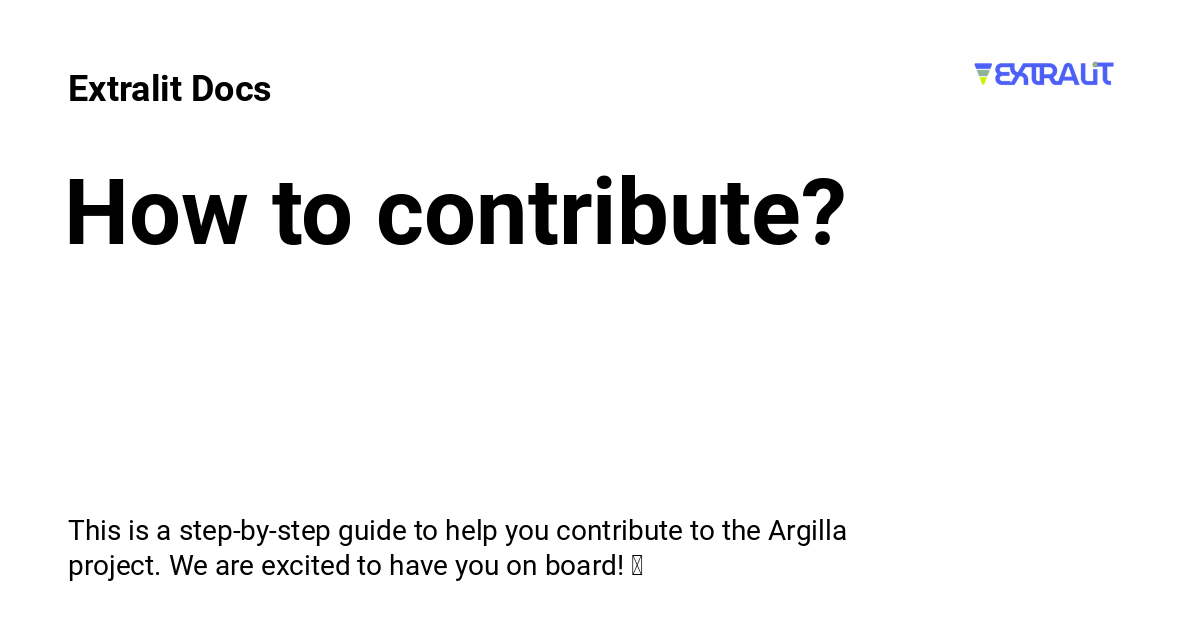 Extralit Docs
EXTRALIT
How to contribute?
This is a step-by-step guide to help you contribute to the Argilla
project. We are excited to have you on board!